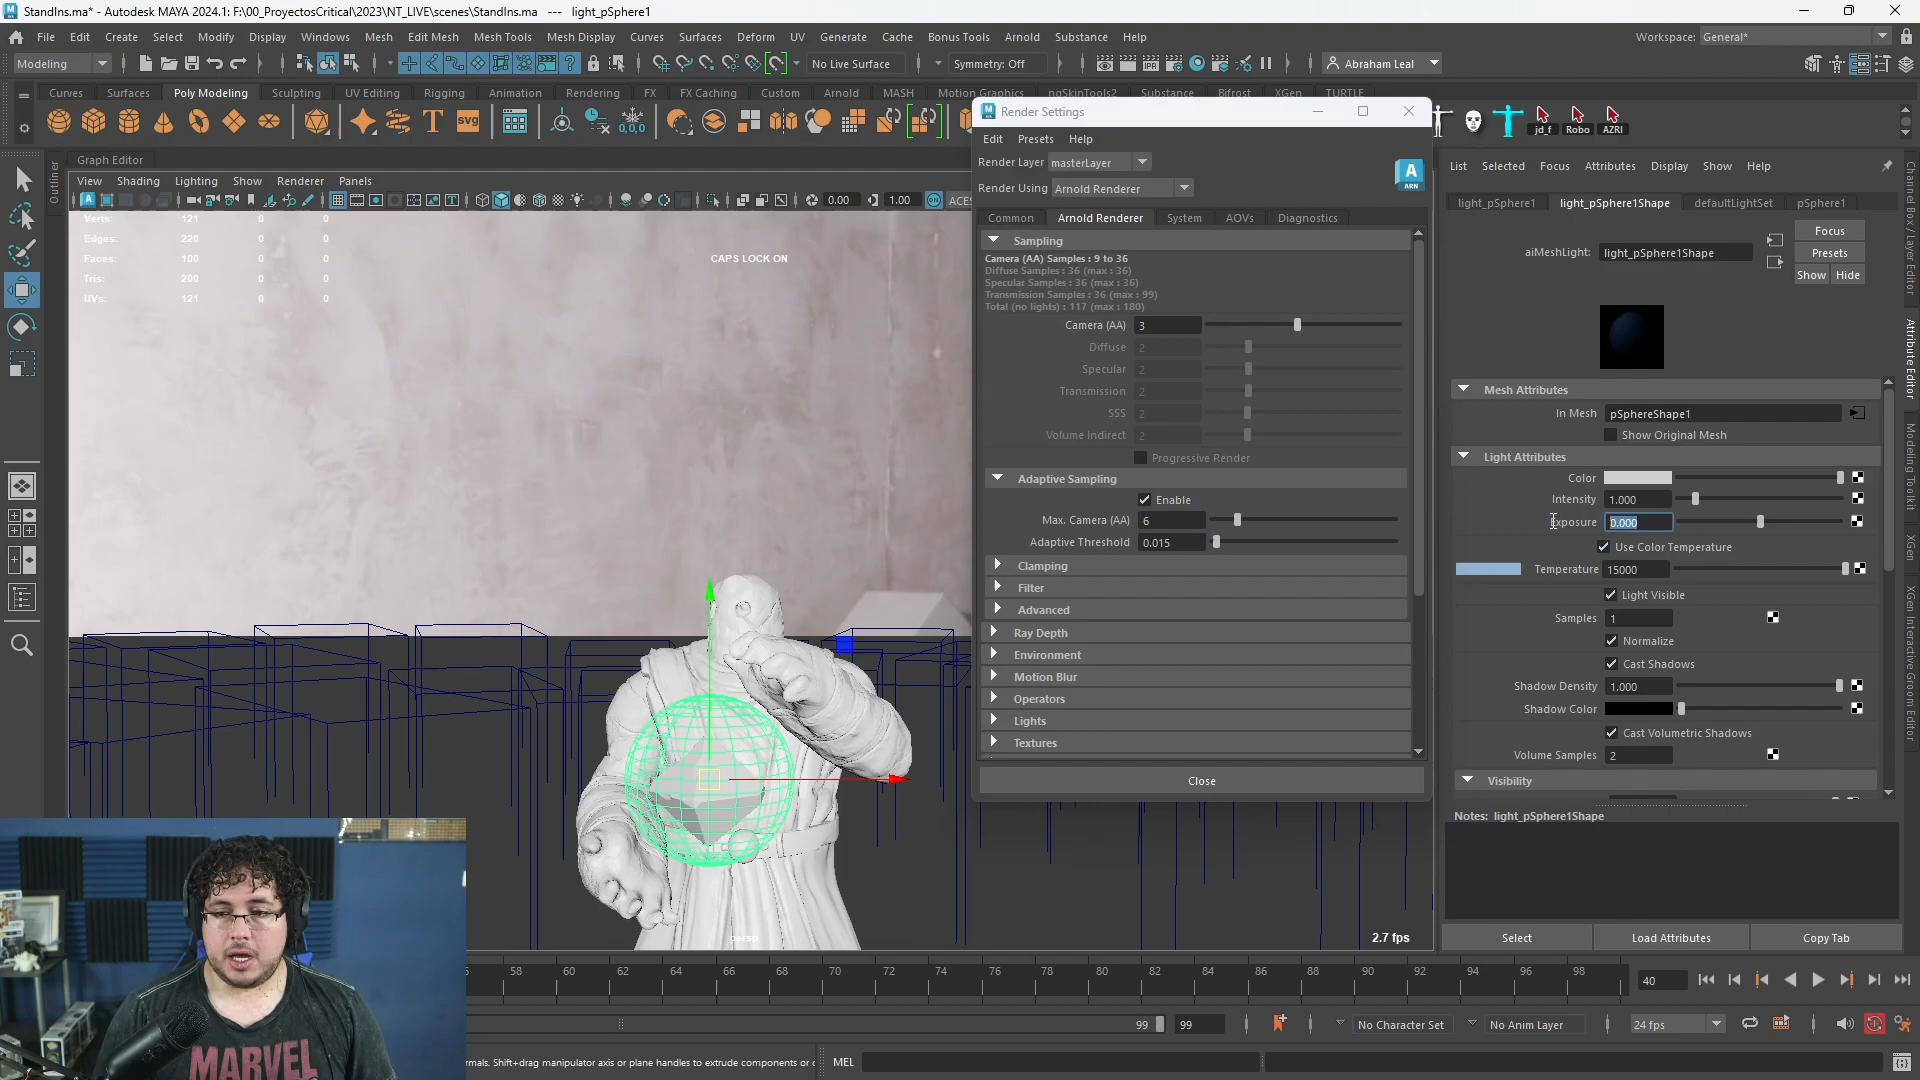 StandIns.ma* - Autodesk MAYA 2024.1: F:\00_ProyectosCritical\2023\NT_LIVE\scenes\StandIns.ma --- light_pSphere1
File Edit Create Select Modify Display Windows Mesh Edit Mesh Mesh Tools Mesh Display Curves Surfaces Deform UV Generate Cache Bonus Tools Arnold Substance Help
Workspace: General*
Modeling
No Live Surface
Symmetry: Off
Abraham Leal
Curves Surfaces Poly Modeling Sculpting UV Editing Rigging Animation Rendering FX FX Caching Custom Arnold MASH Motion Graphics ngSkinTools2 Substance Bifrost XGen TURTLE
svg
0,0,0
jd_f Robo AZRI
Graph Editor
Outliner
View Shading Lighting Show Renderer Panels
0.00 1.00 ACES
Verts: 121 0 0
Edges: 220 0 0
Faces: 100 0 0
Tris: 200 0 0
UVs: 121 0 0
CAPS LOCK ON
persp
2.7 fps
Render Settings
Edit Presets Help
Render Layer masterLayer
Render Using Arnold Renderer
A
ARN
Common Arnold Renderer System AOVs Diagnostics
Sampling
Camera (AA) Samples : 9 to 36
Diffuse Samples : 36 (max : 36)
Specular Samples : 36 (max : 36)
Transmission Samples : 36 (max : 99)
Total (no lights) : 117 (max : 180)
Camera (AA) 3
Diffuse 2
Specular 2
Transmission 2
SSS 2
Volume Indirect 2
Progressive Render
Adaptive Sampling
Enable
Max. Camera (AA) 6
Adaptive Threshold 0.015
Clamping
Filter
Advanced
Ray Depth
Environment
Motion Blur
Operators
Lights
Textures
Close
List Selected Focus Attributes Display Show Help
light_pSphere1 light_pSphere1Shape defaultLightSet pSphere1
aiMeshLight: light_pSphere1Shape
Focus
Presets
Show Hide
Mesh Attributes
In Mesh pSphereShape1
Show Original Mesh
Light Attributes
Color
Intensity 1.000
Exposure 0.000
Use Color Temperature
Temperature 15000
Light Visible
Samples 1
Normalize
Cast Shadows
Shadow Density 1.000
Shadow Color
Cast Volumetric Shadows
Volume Samples 2
Visibility
Notes: light_pSphere1Shape
Select Load Attributes Copy Tab
Channel Box / Layer Editor
Attribute Editor
Modeling Toolkit
XGen
XGen Interactive Groom Editor
58 60 62 64 66 68 70 72 74 76 78 80 82 84 86 88 90 92 94 96 98
40
99 99
No Character Set
No Anim Layer
24 fps
rmals. Shift+drag manipulator axis or plane handles to extrude components or
MEL
MARVEL